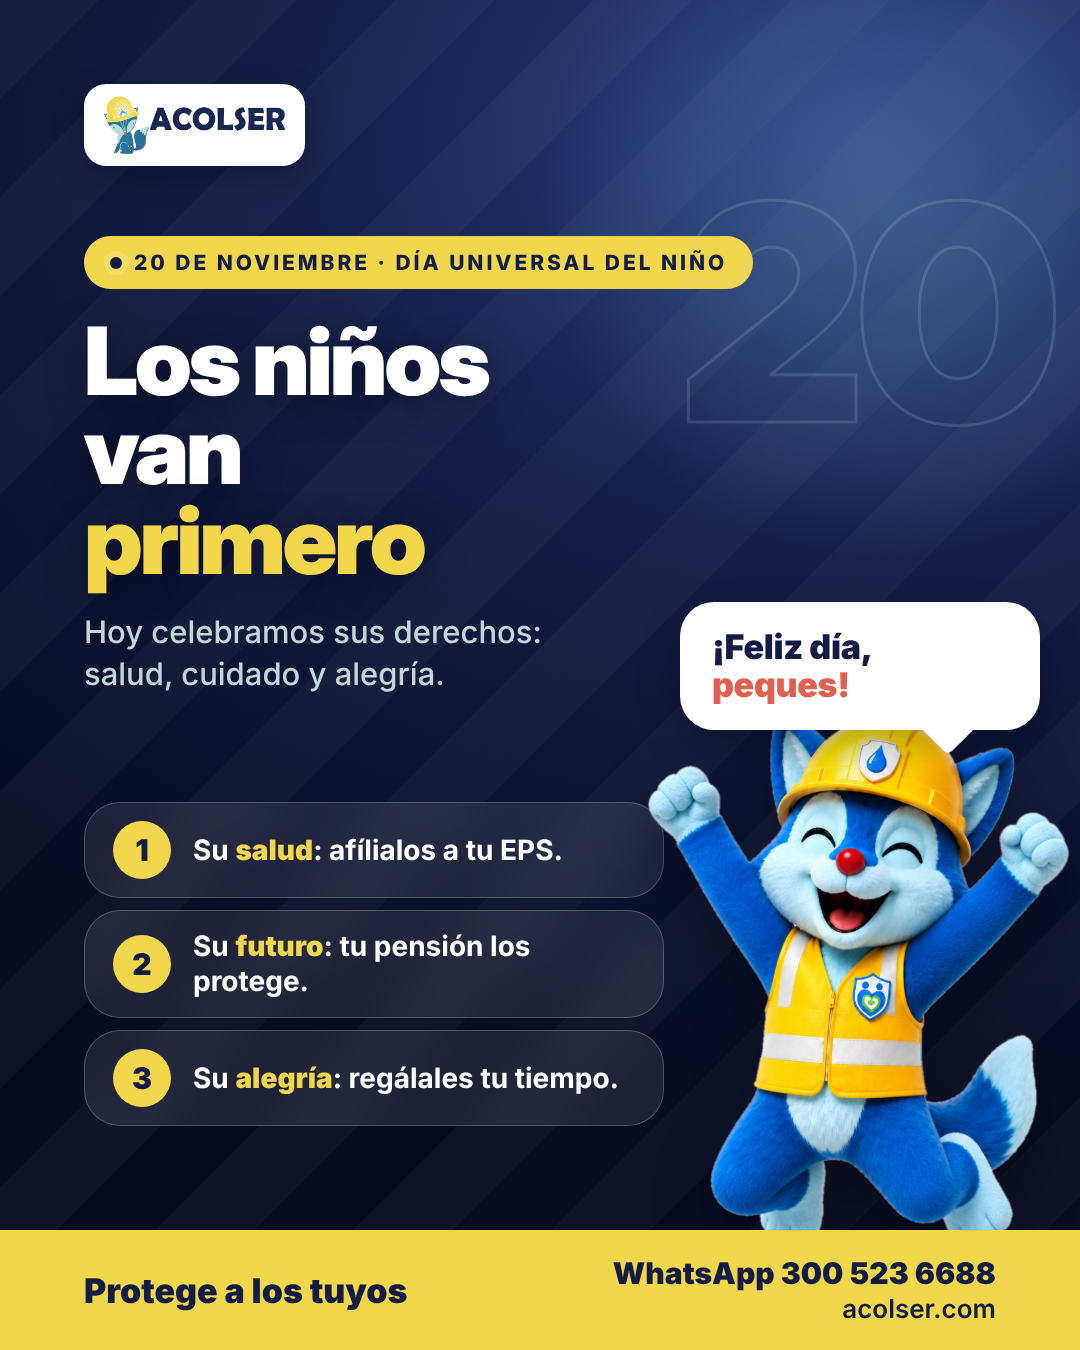 ACOLSER
20 DE NOVIEMBRE · DÍA UNIVERSAL DEL NIÑO
20
Los niños
van
primero
Hoy celebramos sus derechos:
salud, cuidado y alegría.
¡Feliz día,
peques!
1 Su salud: afílialos a tu EPS.
2 Su futuro: tu pensión los
protege.
3 Su alegría: regálales tu tiempo.
Protege a los tuyos
WhatsApp 300 523 6688
acolser.com